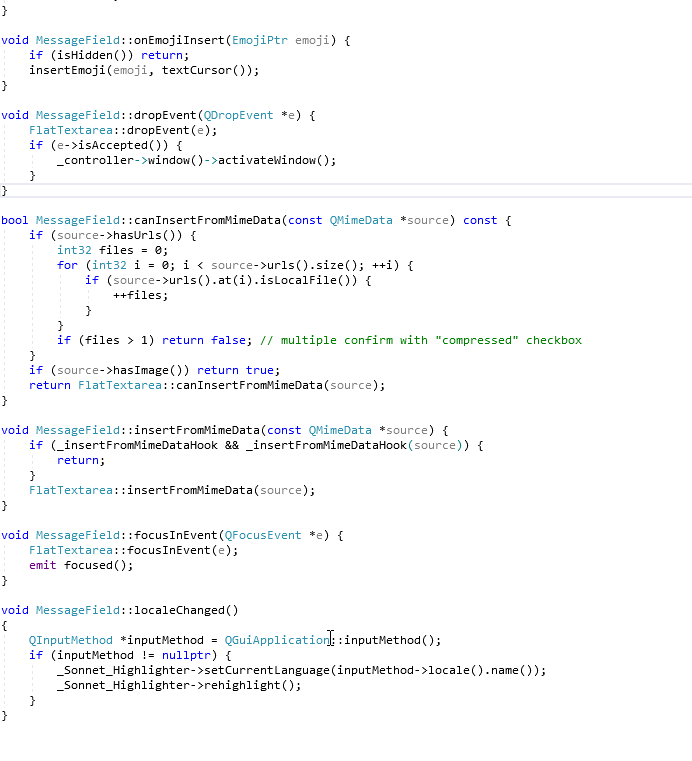 }
void MessageField::onEmojiInsert(EmojiPtr emoji) {
    if (isHidden()) return;
    insertEmoji(emoji, textCursor());
}
void MessageField::dropEvent(QDropEvent *e) {
    FlatTextarea::dropEvent(e);
    if (e->isAccepted()) {
        _controller->window()->activateWindow();
    }
}
bool MessageField::canInsertFromMimeData(const QMimeData *source) const {
    if (source->hasUrls()) {
        int32 files = 0;
        for (int32 i = 0; i < source->urls().size(); ++i) {
            if (source->urls().at(i).isLocalFile()) {
                ++files;
            }
        }
        if (files > 1) return false; // multiple confirm with "compressed" checkbox
    }
    if (source->hasImage()) return true;
    return FlatTextarea::canInsertFromMimeData(source);
}
void MessageField::insertFromMimeData(const QMimeData *source) {
    if (_insertFromMimeDataHook && _insertFromMimeDataHook(source)) {
        return;
    }
    FlatTextarea::insertFromMimeData(source);
}
void MessageField::focusInEvent(QFocusEvent *e) {
    FlatTextarea::focusInEvent(e);
    emit focused();
}
void MessageField::localeChanged()
{
    QInputMethod *inputMethod = QGuiApplication::inputMethod();
    if (inputMethod != nullptr) {
        _Sonnet_Highlighter->setCurrentLanguage(inputMethod->locale().name());
        _Sonnet_Highlighter->rehighlight();
    }
}